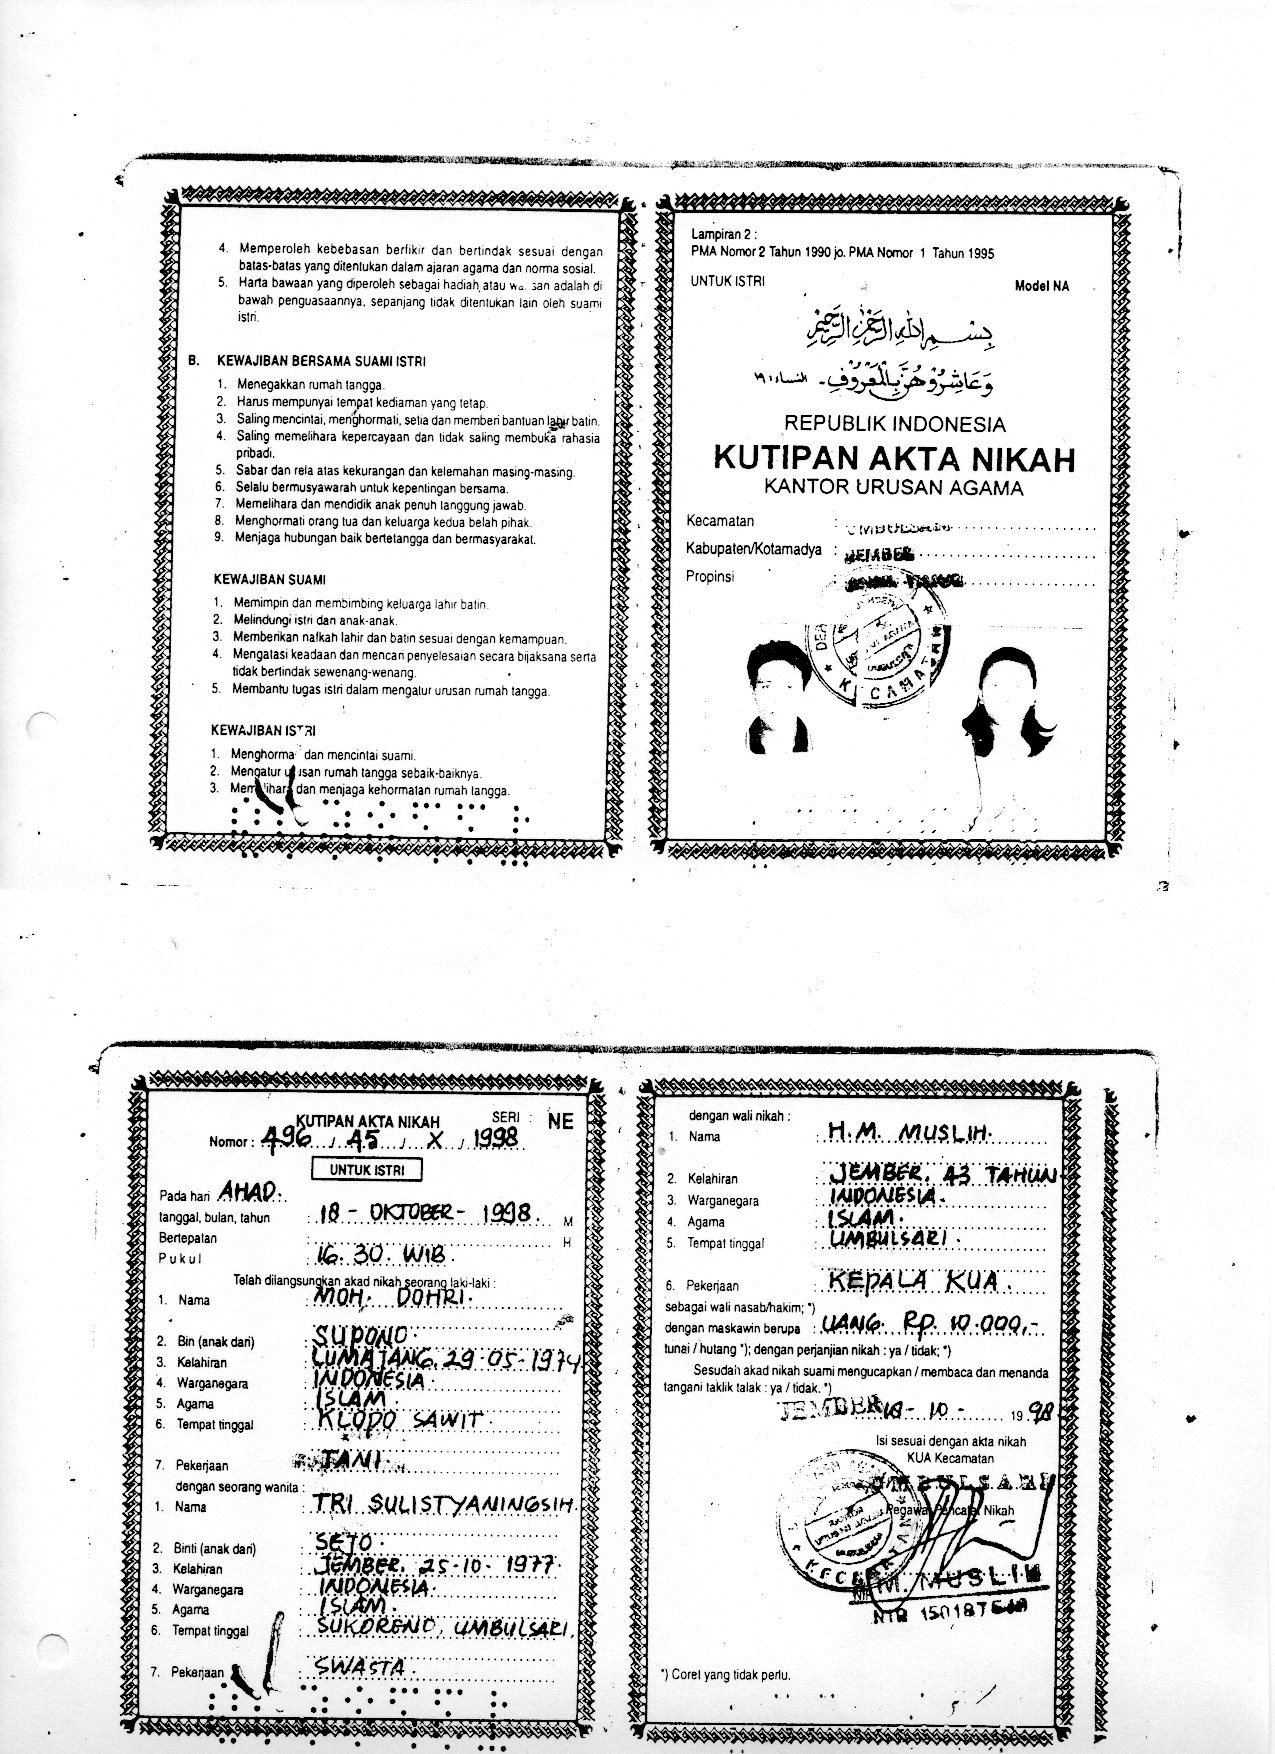 4. Memperoleh kebebasan berfikir dan bertindak sesuai dengan
batas-batas yang ditentukan dalam ajaran agama dan norma sosial.
5. Harta bawaan yang diperoleh sebagai hadiah atau adalah di
bawah penguasaannya, sepanjang tidak ditentukan lain oleh suami
istri.
B. KEWAJIBAN BERSAMA SUAMI ISTRI
1. Menegakkan rumah tangga.
2. Harus mempunyai tempat kediaman yang tetap.
3. Saling mencintai, menghormati, setia dan memberi bantuan lahir batin.
4. Saling memelihara kepercayaan dan tidak saling membuka rahasia
pribadi.
5. Sabar dan rela atas kekurangan dan kelemahan masing-masing.
6. Selalu bermusyawarah untuk kepentingan bersama.
7. Memelihara dan mendidik anak penuh tanggung jawab.
8. Menghormati orang tua dan keluarga kedua belah pihak.
9. Menjaga hubungan baik bertetangga dan bermasyarakat.
KEWAJIBAN SUAMI
1. Memimpin dan membimbing keluarga lahir batin.
2. Melindungi istri dan anak-anak.
3. Memberikan nafkah lahir dan batin sesuai dengan kemampuan.
4. Mengatasi keadaan dan mencari penyelesaian secara bijaksana serta
tidak bertindak sewenang-wenang.
5. Membantu tugas istri dalam mengatur urusan rumah tangga.
KEWAJIBAN ISTRI
1. Menghorma dan mencintai suami.
2. Mengatur urusan rumah tangga sebaik-baiknya.
3. Memelihara dan menjaga kehormatan rumah tangga.
Lampiran 2 :
PMA Nomor 2 Tahun 1990 jo. PMA Nomor 1 Tahun 1995
UNTUK ISTRI
Model NA
بِسْمِ اللهِ الرَّحْمٰنِ الرَّحِيْمِ
وَعَاشِرُوْهُنَّ بِالْمَعْرُوْفِ - النساء: ١٩
REPUBLIK INDONESIA
KUTIPAN AKTA NIKAH
KANTOR URUSAN AGAMA
Kecamatan : UMBULSARI
Kabupaten/Kotamadya : JEMBER
Propinsi : JAWA TIMUR
KECAMATAN
KUTIPAN AKTA NIKAH SERI : NE
Nomor : 496 / 45 / X / 1998
UNTUK ISTRI
Pada hari AHAD.
tanggal, bulan, tahun : 18 - OKTOBER - 1998. M
Bertepatan : H
Pukul : 16.30 WIB.
Telah dilangsungkan akad nikah seorang laki-laki :
1. Nama : MOH. DOHRI.
2. Bin (anak dari) : SUPONO.
3. Kelahiran : LUMAJANG, 29-05-1974
4. Warganegara : INDONESIA.
5. Agama : ISLAM.
6. Tempat tinggal : KLOPO SAWIT.
7. Pekerjaan : TANI.
dengan seorang wanita :
1. Nama : TRI SULISTYANINGSIH.
2. Binti (anak dari) : SETO.
3. Kelahiran : JEMBER, 25-10-1977.
4. Warganegara : INDONESIA.
5. Agama : ISLAM.
6. Tempat tinggal : SUKORENO, UMBULSARI,
7. Pekerjaan : SWASTA.
dengan wali nikah :
1. Nama : H.M. MUSLIH.
2. Kelahiran : JEMBER, 43 TAHUN
3. Warganegara : INDONESIA.
4. Agama : ISLAM.
5. Tempat tinggal : UMBULSARI.
6. Pekerjaan : KEPALA KUA.
sebagai wali nasab/hakim; *)
dengan maskawin berupa : UANG. Rp. 10.000,-
tunai / hutang *); dengan perjanjian nikah : ya / tidak; *)
Sesudah akad nikah suami mengucapkan / membaca dan menanda
tangani taklik talak : ya / tidak. *)
JEMBER 18-10- 1998
Isi sesuai dengan akta nikah
KUA Kecamatan
UMBULSARI
Pegawai Pencatat Nikah
KECAMATAN
M. MUSLIH
NIP
*) Coret yang tidak perlu.